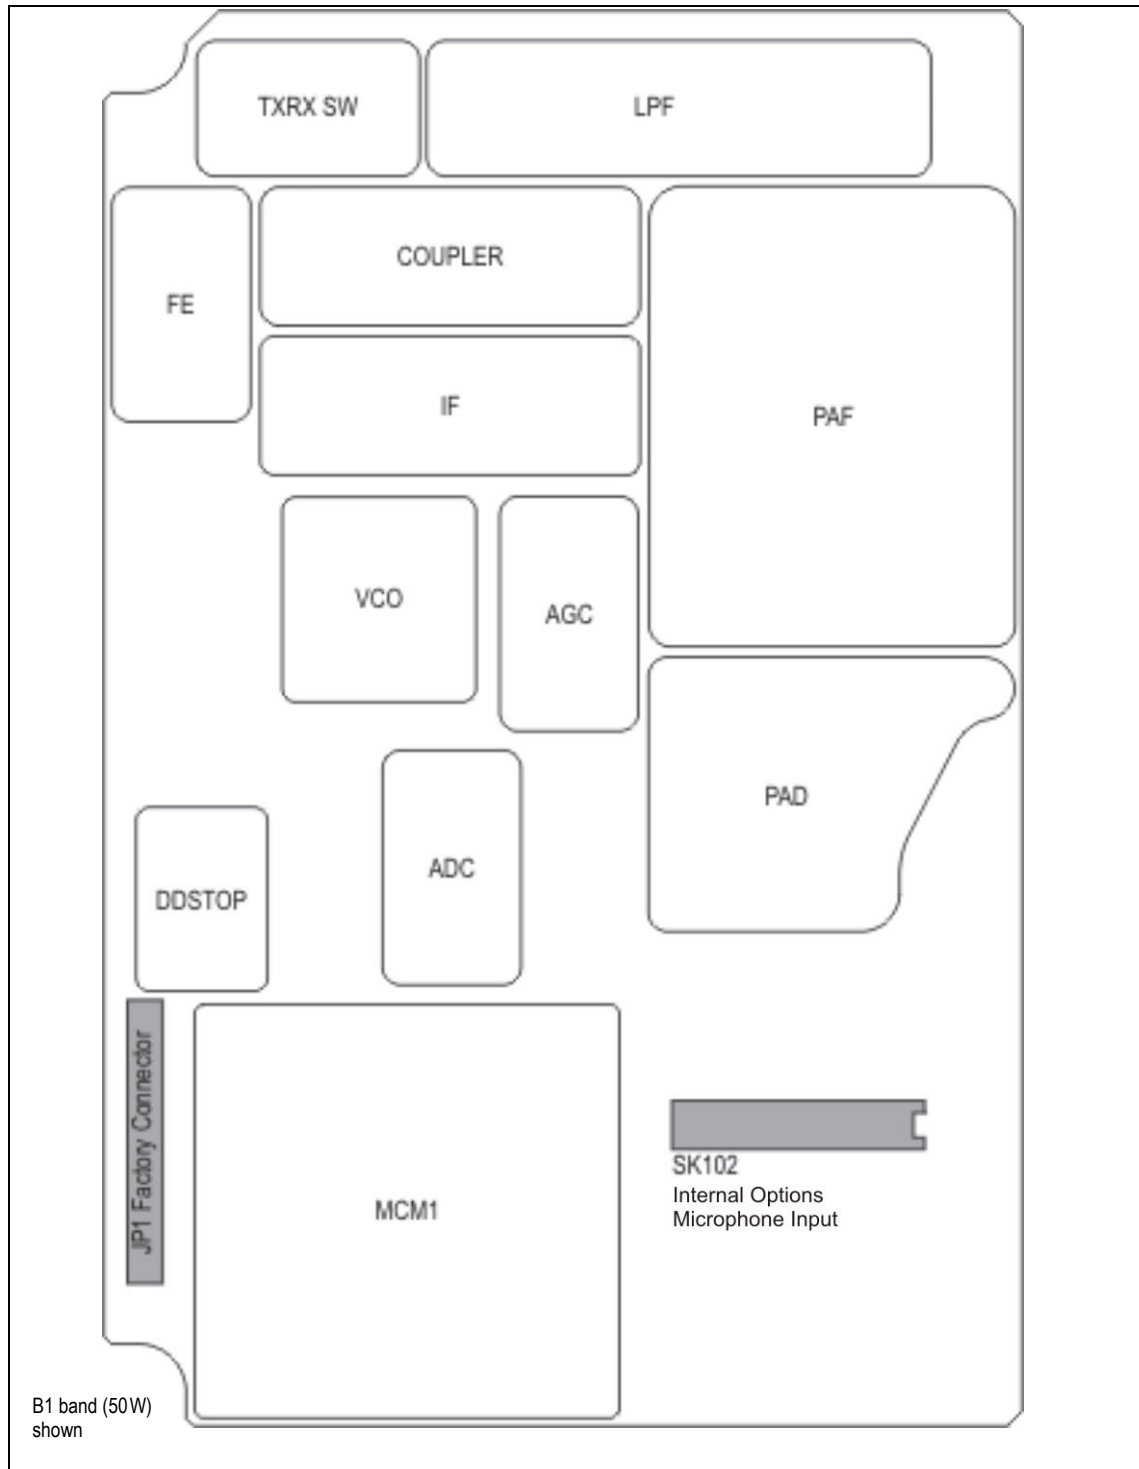 TXRX SW
LPF
FE
COUPLER
IF
PAF
VCO
AGC
PAD
ADC
DDSTOP
JP1 Factory Connector
MCM1
SK102
Internal Options
Microphone Input
B1 band (50W)
shown